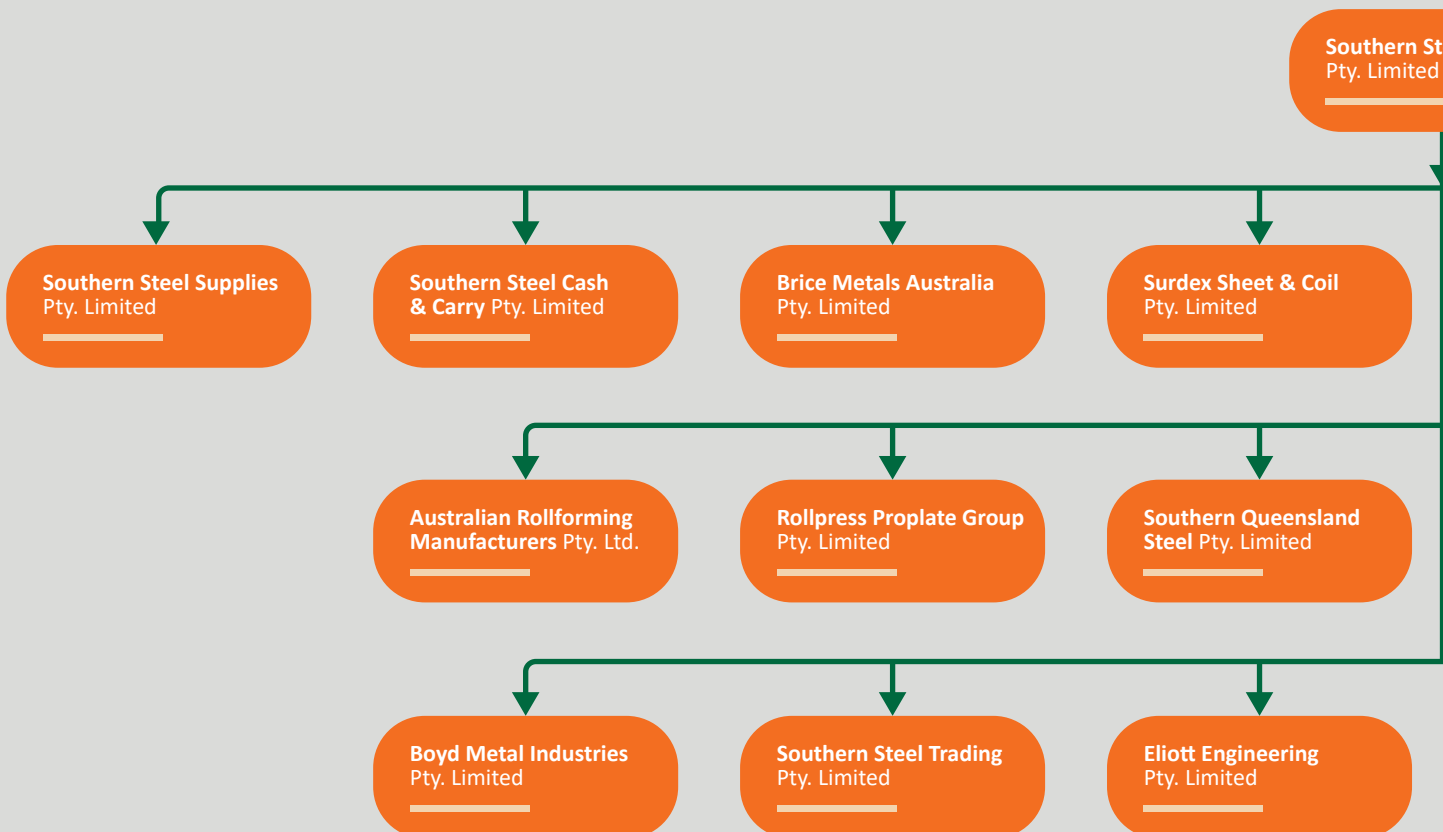 Southern St
Pty. Limited
Southern Steel Supplies
Pty. Limited
Southern Steel Cash
& Carry Pty. Limited
Brice Metals Australia
Pty. Limited
Surdex Sheet & Coil
Pty. Limited
Australian Rollforming
Manufacturers Pty. Ltd.
Rollpress Proplate Group
Pty. Limited
Southern Queensland
Steel Pty. Limited
Boyd Metal Industries
Pty. Limited
Southern Steel Trading
Pty. Limited
Eliott Engineering
Pty. Limited